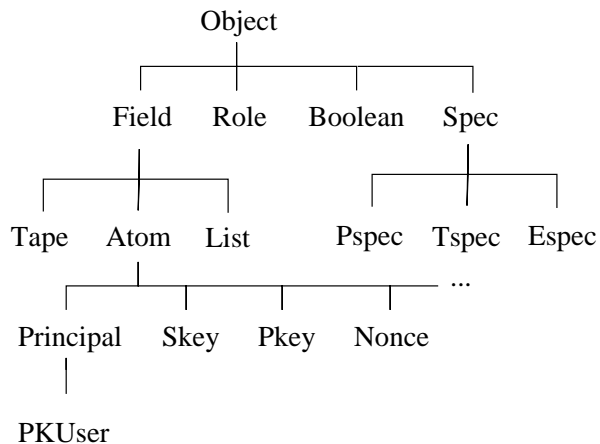 Object
Field Role Boolean Spec
Tape Atom List Pspec Tspec Espec
...
Principal Skey Pkey Nonce
PKUser